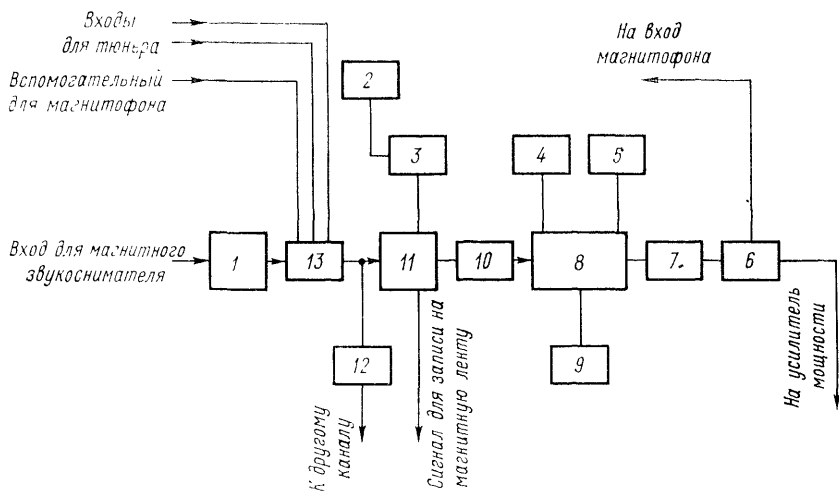 Входы
для тюнера
Вспомогательный
для магнитофона
На вход
магнитофона
2
3
4
5
Вход для магнитного
звукоснимателя
1
13
11
10
8
7.
6
12
9
К другому
каналу
Сигнал для записи на
магнитную ленту
На усилитель
мощности